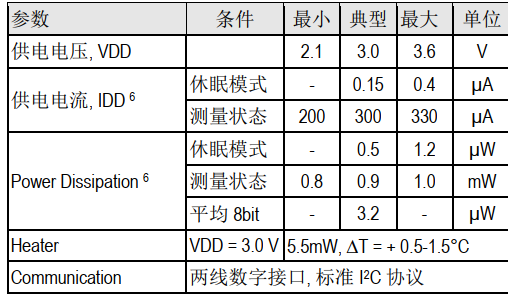 参数 条件 最小 典型 最大 单位
供电电压, VDD 2.1 3.0 3.6 V
供电电流, IDD 6 休眠模式 - 0.15 0.4 µA
测量状态 200 300 330 µA
Power Dissipation 6 休眠模式 - 0.5 1.2 µW
测量状态 0.8 0.9 1.0 mW
平均 8bit - 3.2 - µW
Heater VDD = 3.0 V 5.5mW, ΔT = + 0.5-1.5°C
Communication 两线数字接口, 标准 I2C 协议